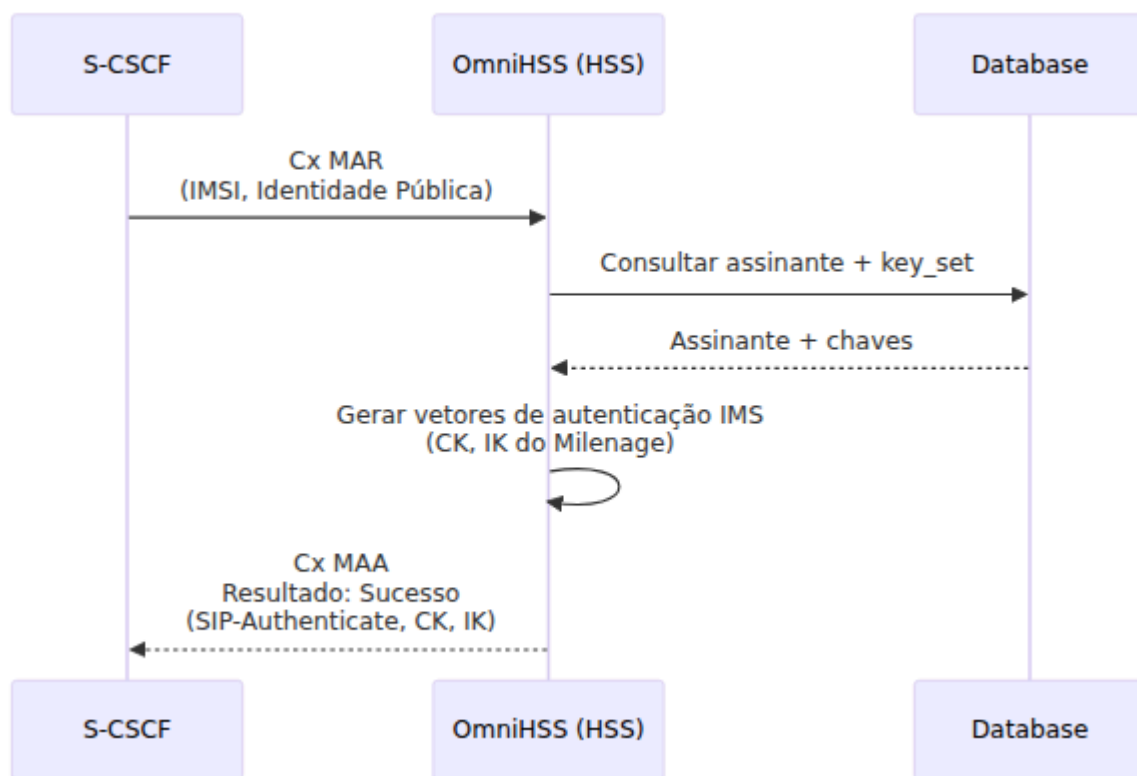 S-CSCF
OmniHSS (HSS)
Database
Cx MAR
(IMSI, Identidade Pública)
Consultar assinante + key_set
Assinante + chaves
Gerar vetores de autenticação IMS
(CK, IK do Milenage)
Cx MAA
Resultado: Sucesso
(SIP-Authenticate, CK, IK)
S-CSCF
OmniHSS (HSS)
Database